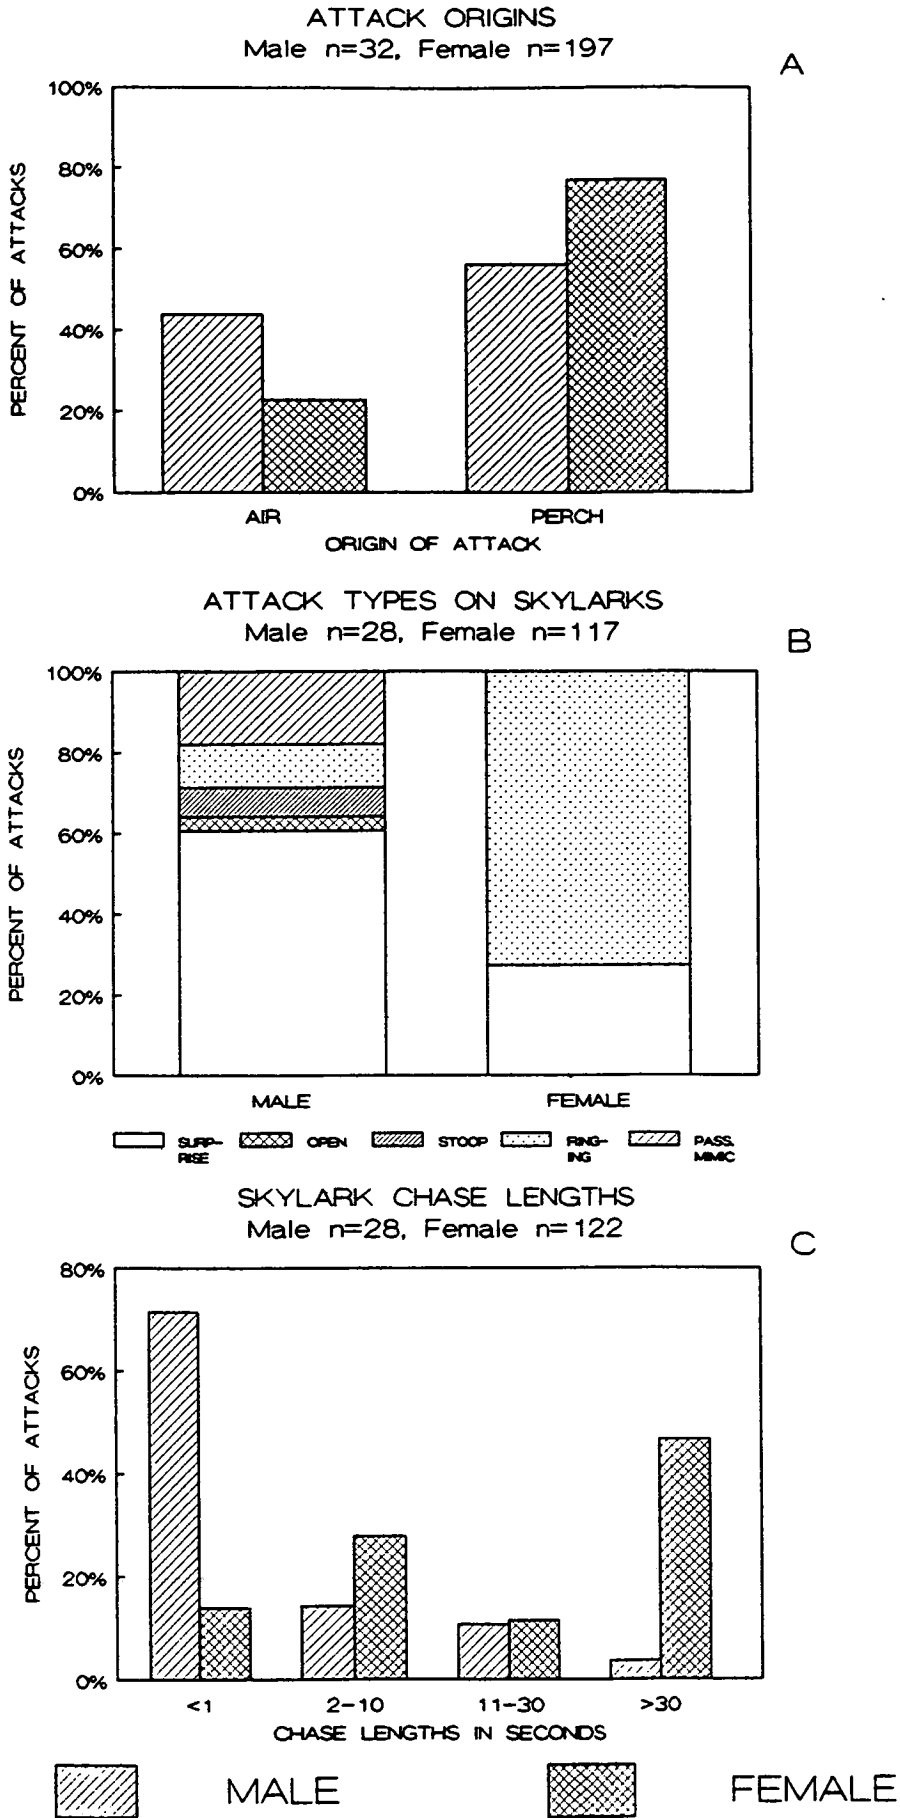 ATTACK ORIGINS
Male n=32, Female n=197
A
PERCENT OF ATTACKS
100%
80%
60%
40%
20%
0%
AIR PERCH
ORIGIN OF ATTACK
ATTACK TYPES ON SKYLARKS
Male n=28, Female n=117
B
PERCENT OF ATTACKS
100%
80%
60%
40%
20%
0%
MALE FEMALE
SURP- OPEN STOOP RING- PASS.
RISE ING MIMIC
SKYLARK CHASE LENGTHS
Male n=28, Female n=122
C
PERCENT OF ATTACKS
80%
60%
40%
20%
0%
<1 2-10 11-30 >30
CHASE LENGTHS IN SECONDS
MALE FEMALE